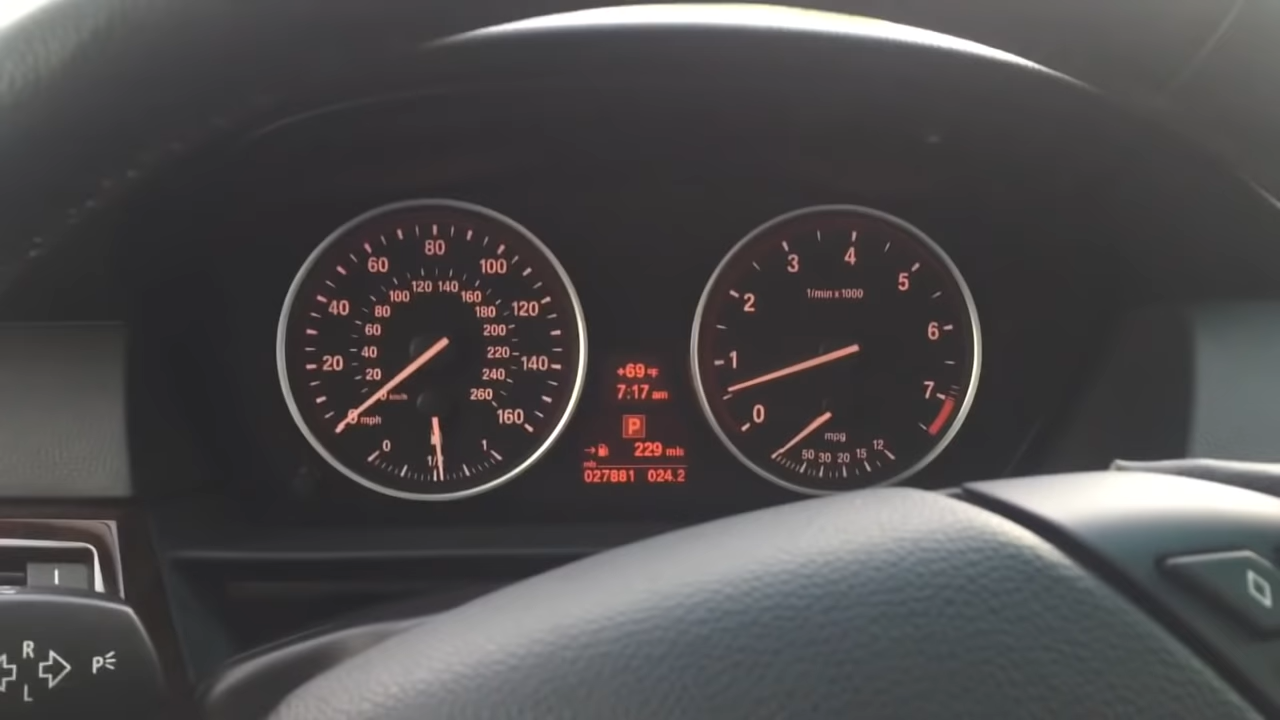 80
60 100
40 120
20 140
0 mph 160
120 140
100 160
80 180
60 200
40 220
20 240
0 km/h 260
0 1/2 1
+69 °F
7:17 am
P
229 mls
mls
027881 024.2
3 4
2 5
1/min x 1000
1 6
0 7
mpg
50 30 20 15 12
R
L
P
I